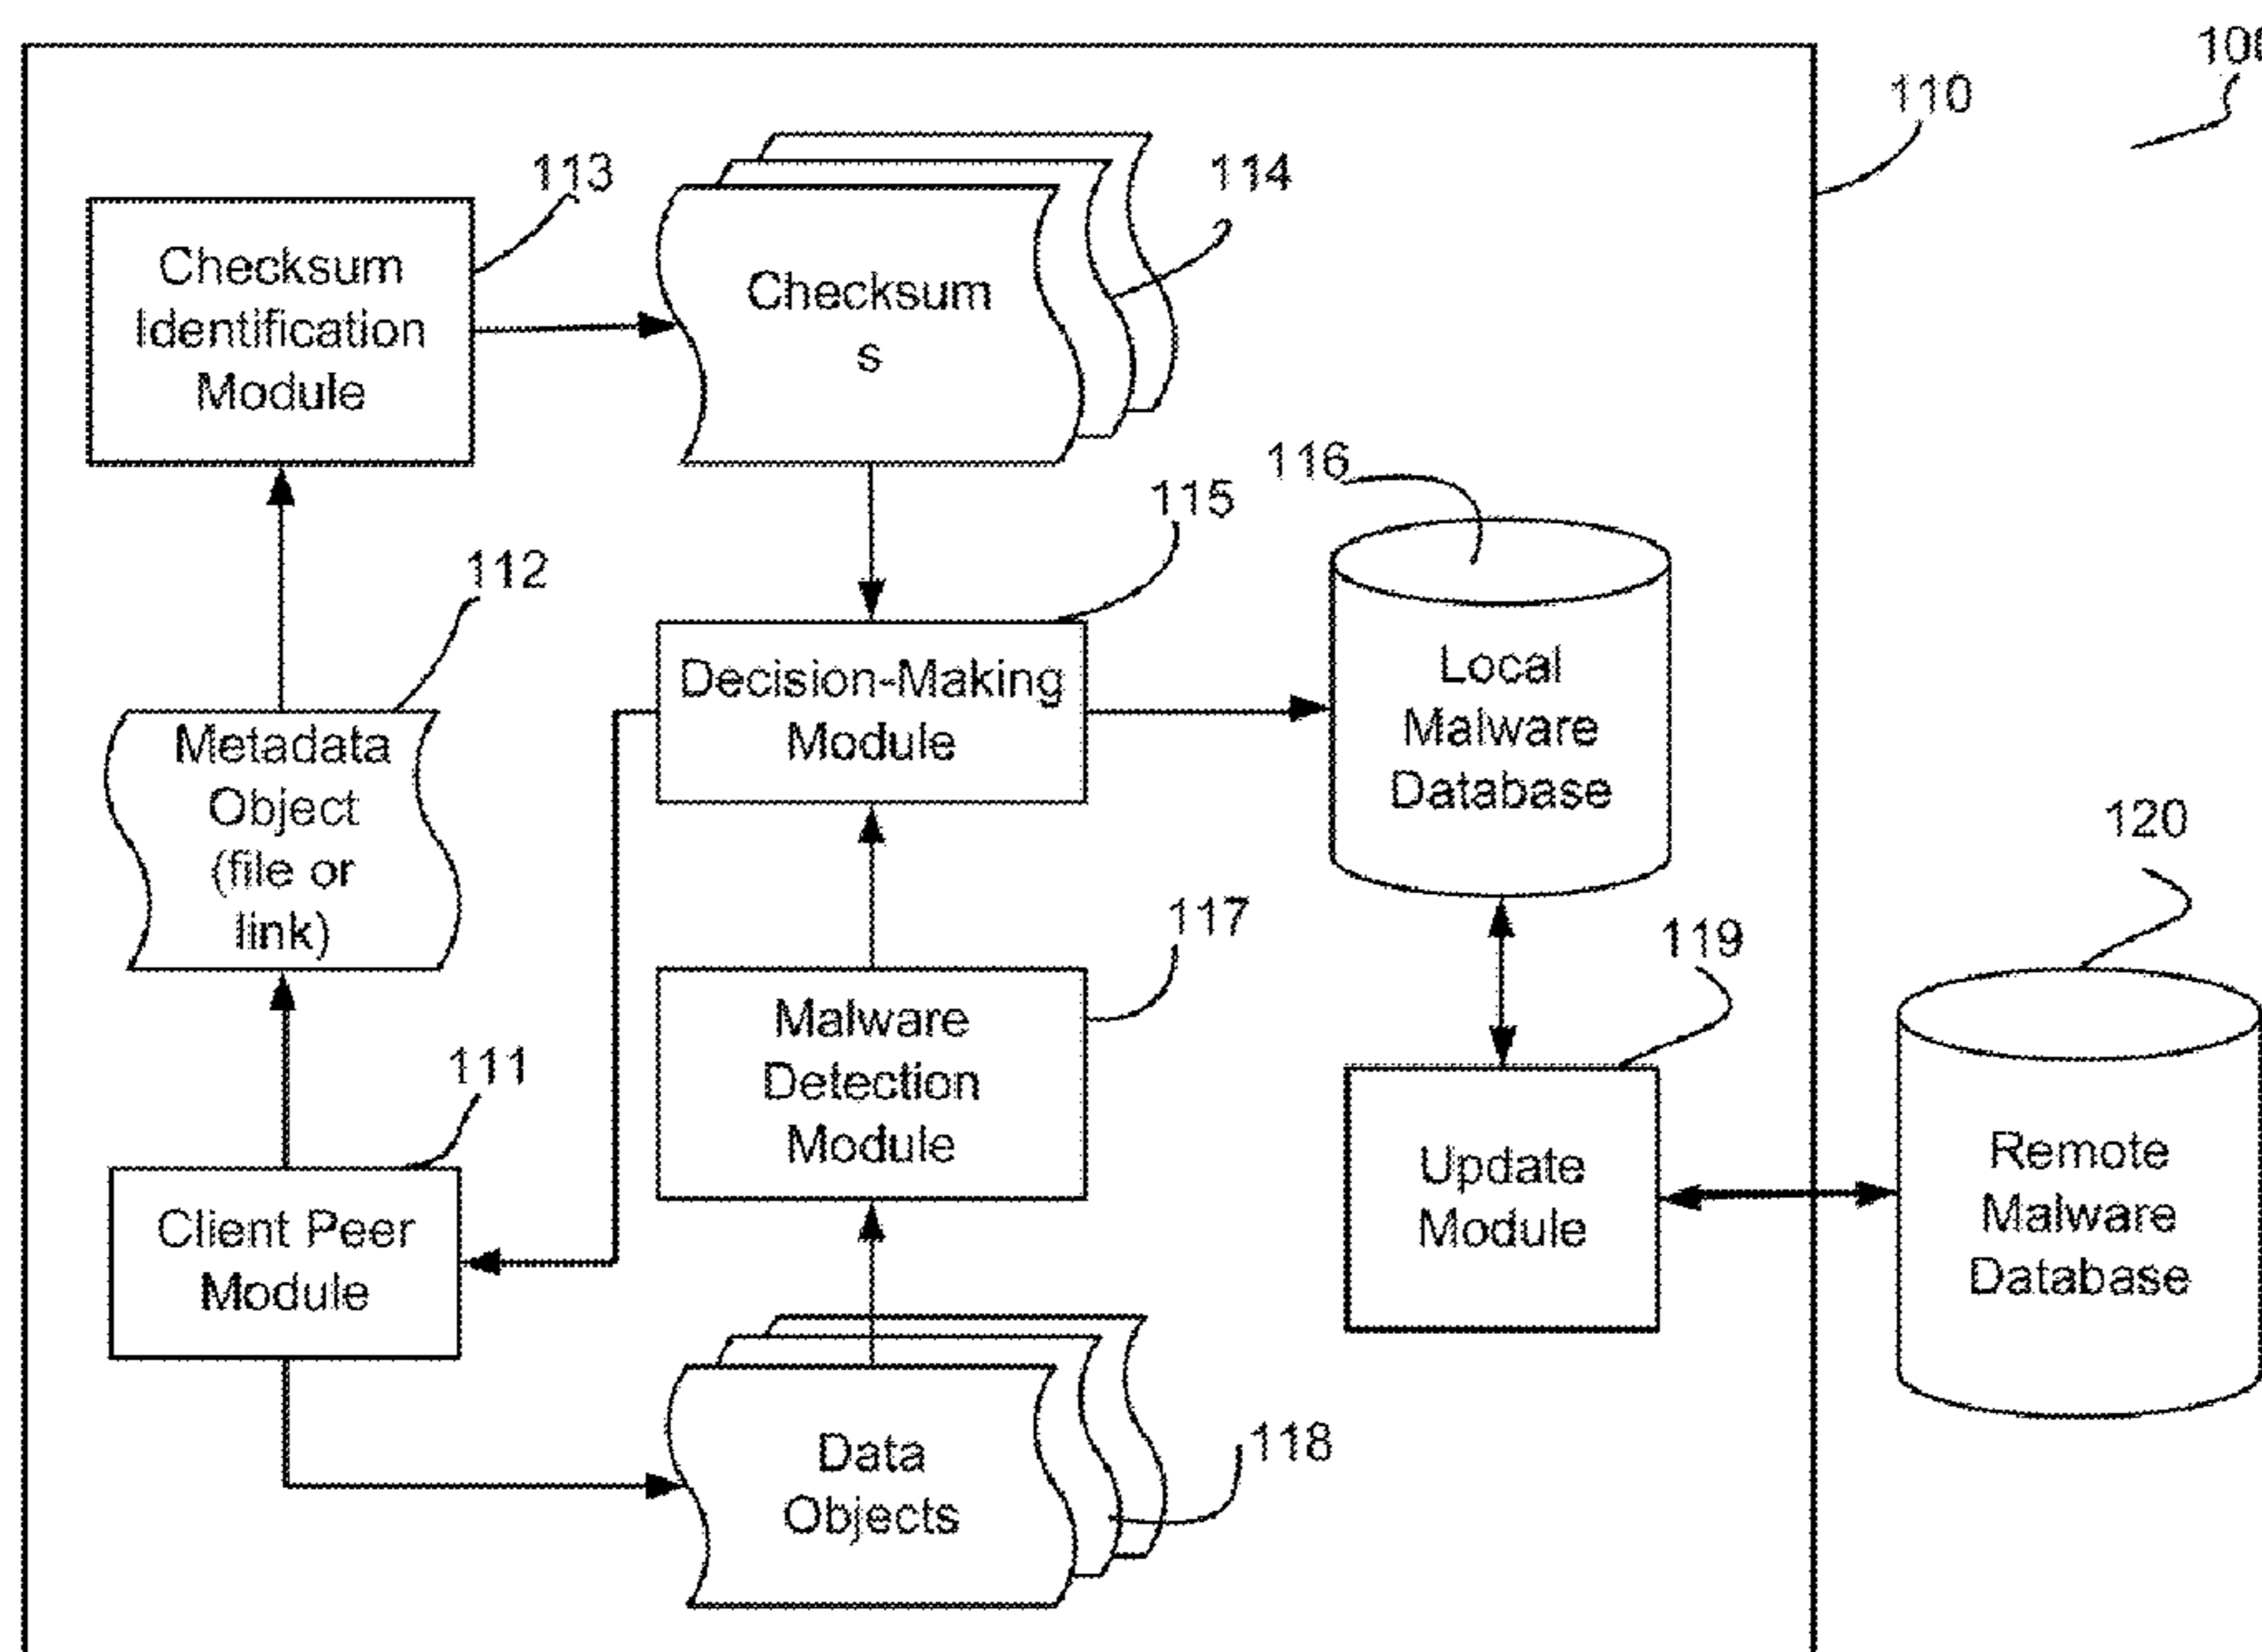 100
110
113
114
Checksum
Identification
Module
Checksum
s
116
115
112
Decision-Making
Module
Local
Malware
Database
Metadata
Object
(file or
link)
120
117
119
Malware
Detection
Module
111
Update
Module
Remote
Malware
Database
Client Peer
Module
Data
Objects
118